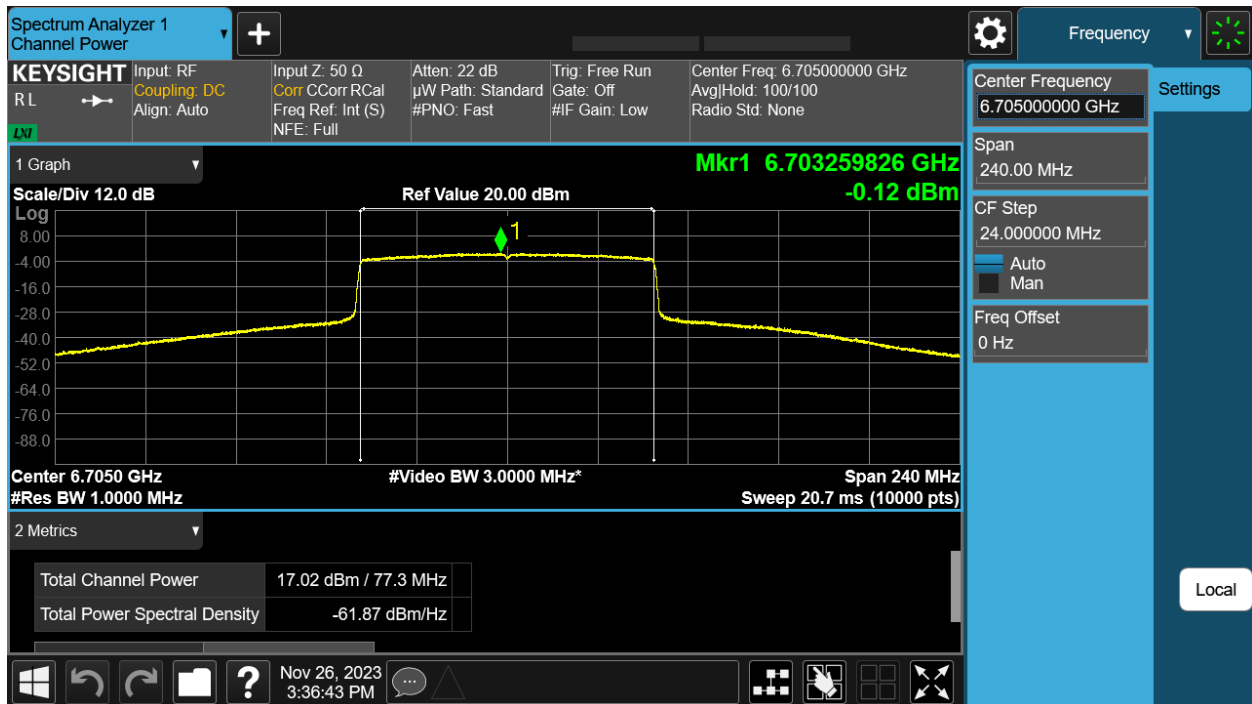 Spectrum Analyzer 1
Channel Power
Frequency
KEYSIGHT
R L
LXI
Input: RF
Coupling: DC
Align: Auto
Input Z: 50 Ω
Corr CCorr RCal
Freq Ref: Int (S)
NFE: Full
Atten: 22 dB
µW Path: Standard
#PNO: Fast
Trig: Free Run
Gate: Off
#IF Gain: Low
Center Freq: 6.705000000 GHz
Avg|Hold: 100/100
Radio Std: None
Center Frequency
6.705000000 GHz
Settings
Span
240.00 MHz
CF Step
24.000000 MHz
Auto
Man
Freq Offset
0 Hz
Local
1 Graph
Mkr1 6.703259826 GHz
Scale/Div 12.0 dB
Ref Value 20.00 dBm
-0.12 dBm
Log
1
8.00
-4.00
-16.0
-28.0
-40.0
-52.0
-64.0
-76.0
-88.0
Center 6.7050 GHz
#Video BW 3.0000 MHz*
Span 240 MHz
#Res BW 1.0000 MHz
Sweep 20.7 ms (10000 pts)
2 Metrics
Total Channel Power 17.02 dBm / 77.3 MHz
Total Power Spectral Density -61.87 dBm/Hz
?
Nov 26, 2023
3:36:43 PM